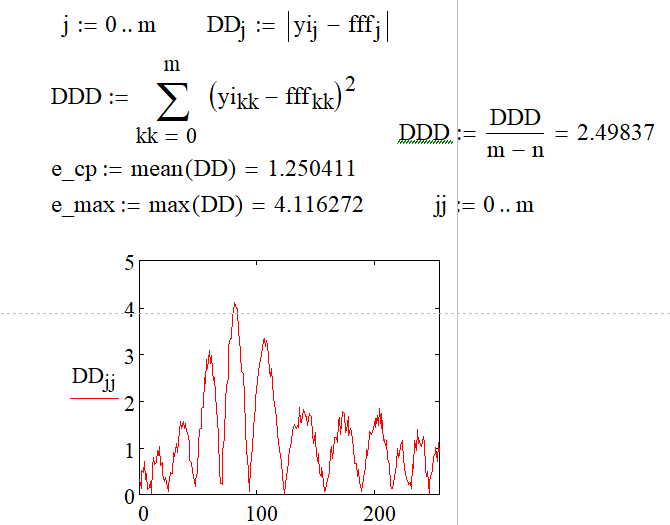 j := 0 .. m DD_j := |yi_j − fff_j|
m
DDD := ∑ (yi_kk − fff_kk)^2
kk = 0
DDD := DDD / (m − n) = 2.49837
e_cp := mean(DD) = 1.250411
e_max := max(DD) = 4.116272 jj := 0 .. m
5
4
3
DD_jj
2
1
0
0 100 200